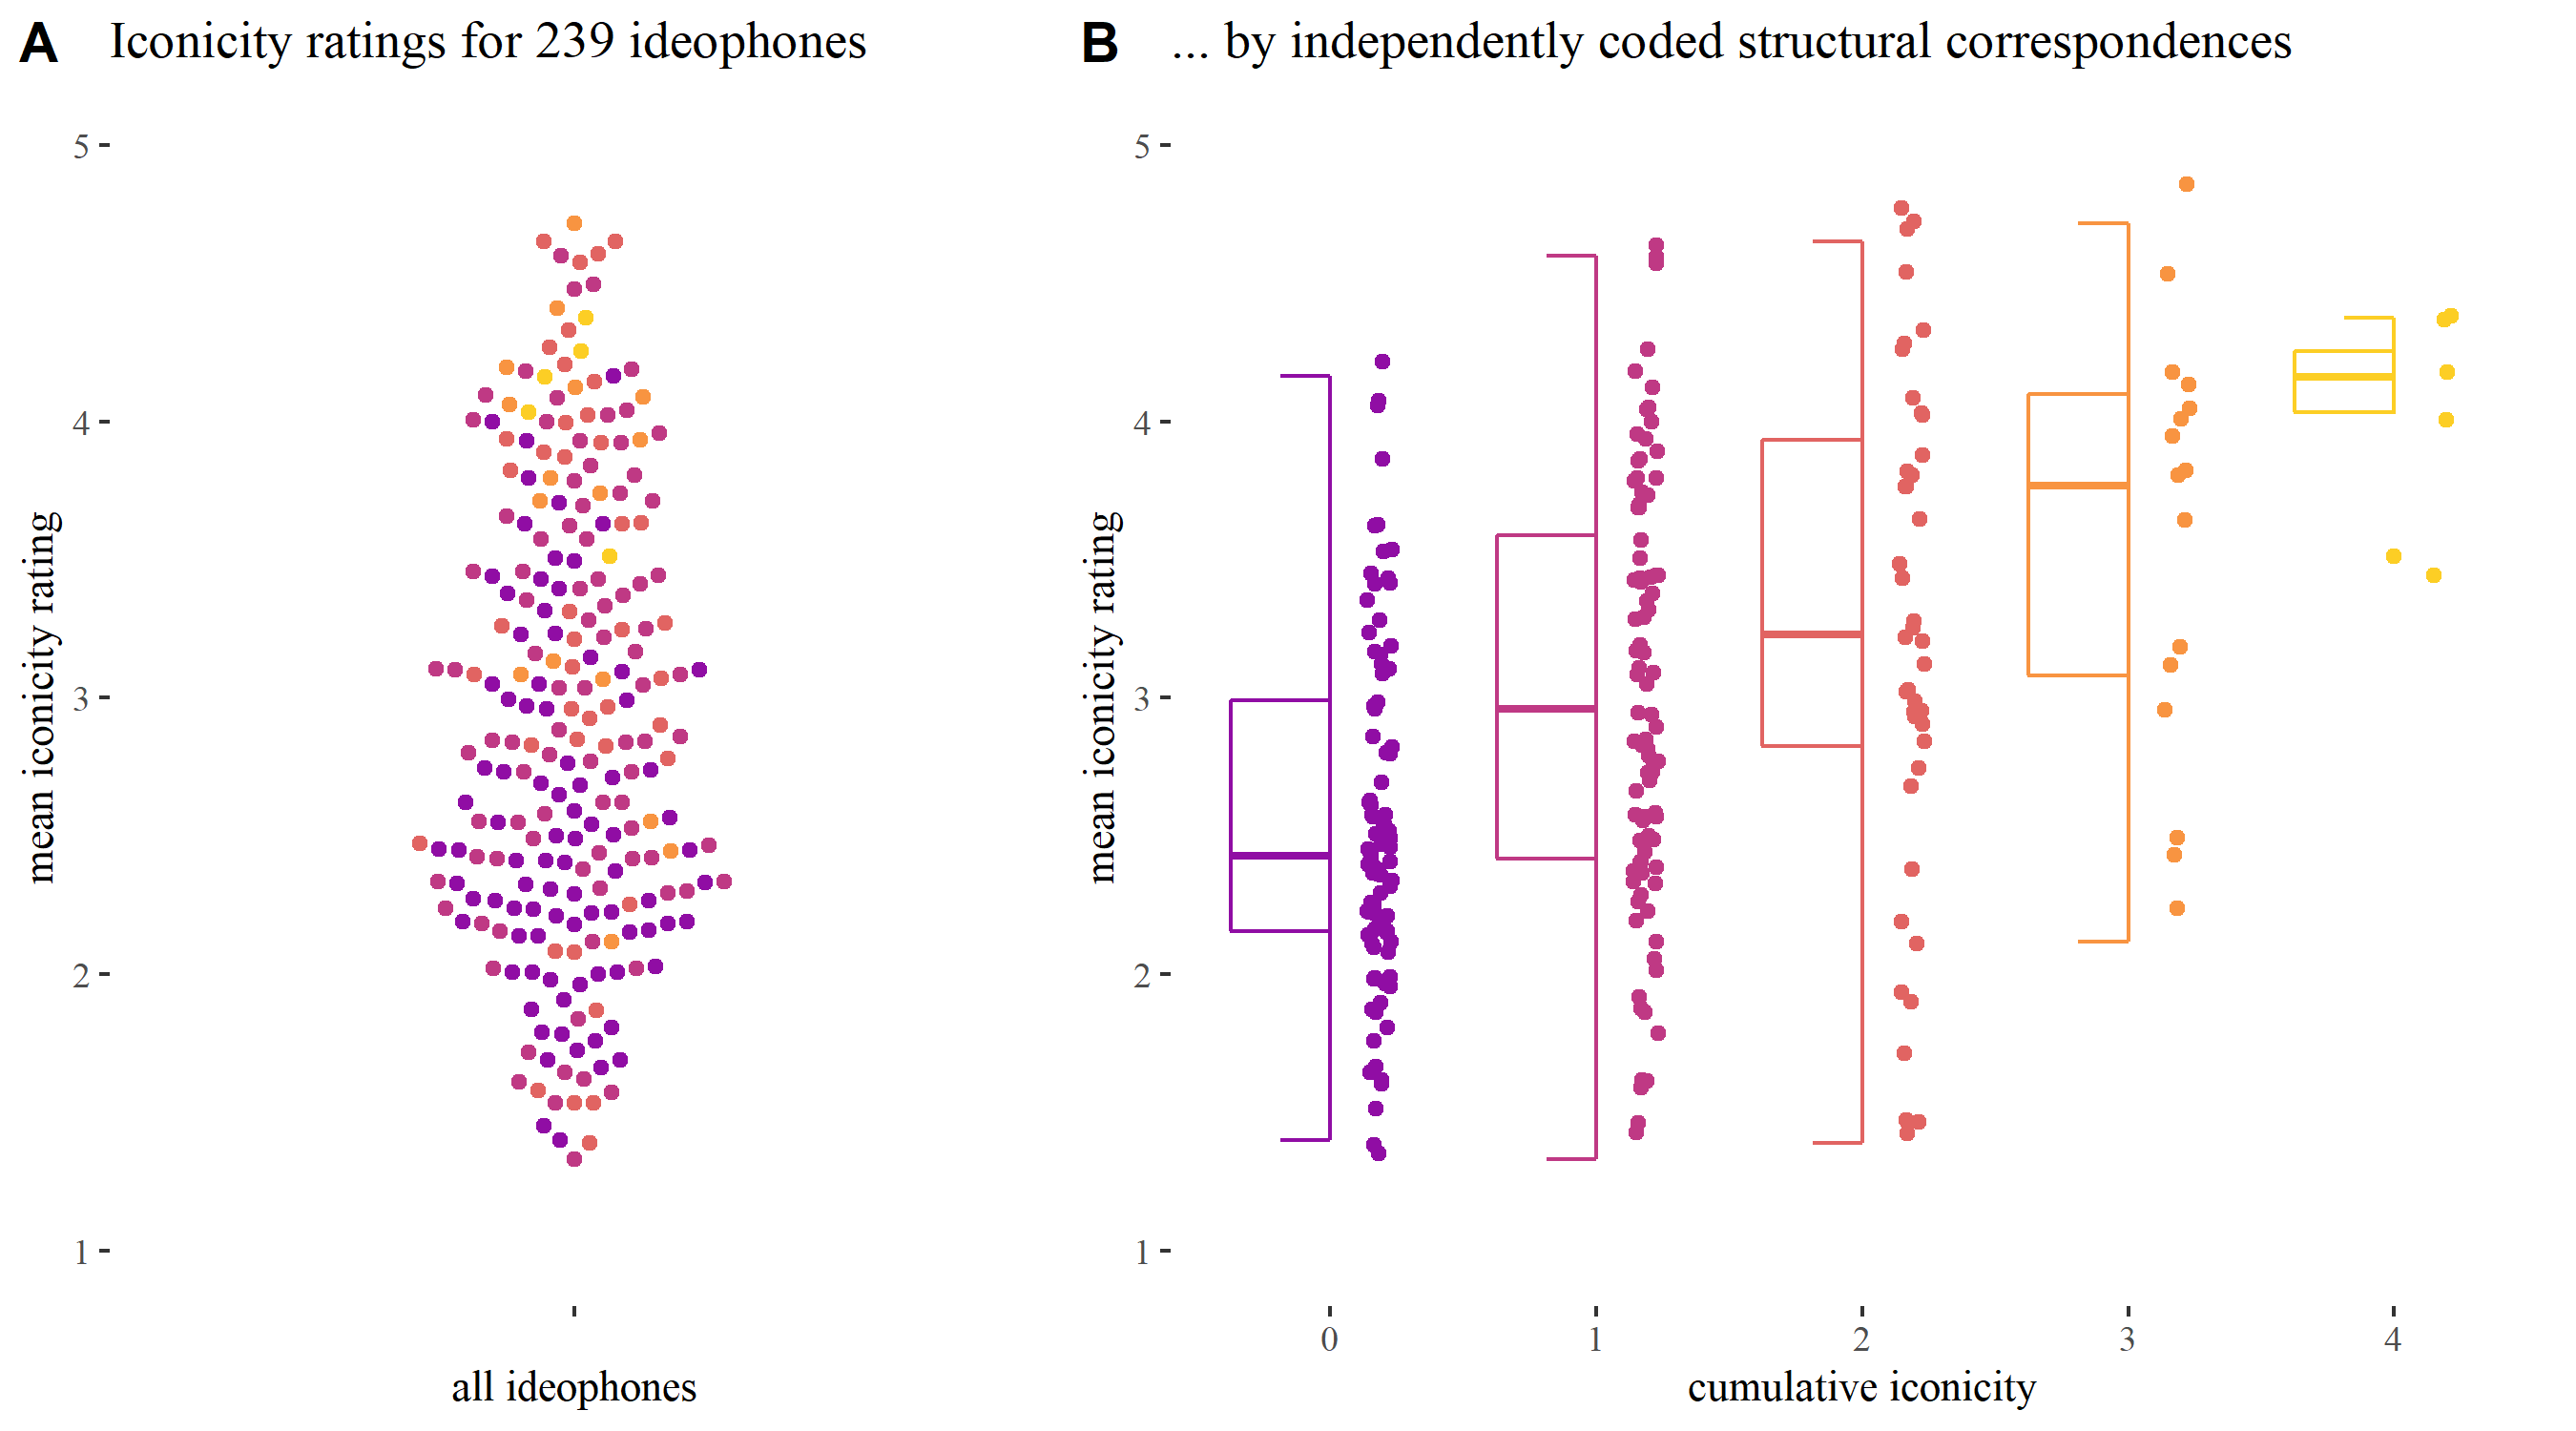 A Iconicity ratings for 239 ideophones
5
4
3
2
1
mean iconicity rating
all ideophones
B ... by independently coded structural correspondences
5
4
3
2
1
mean iconicity rating
0 1 2 3 4
cumulative iconicity